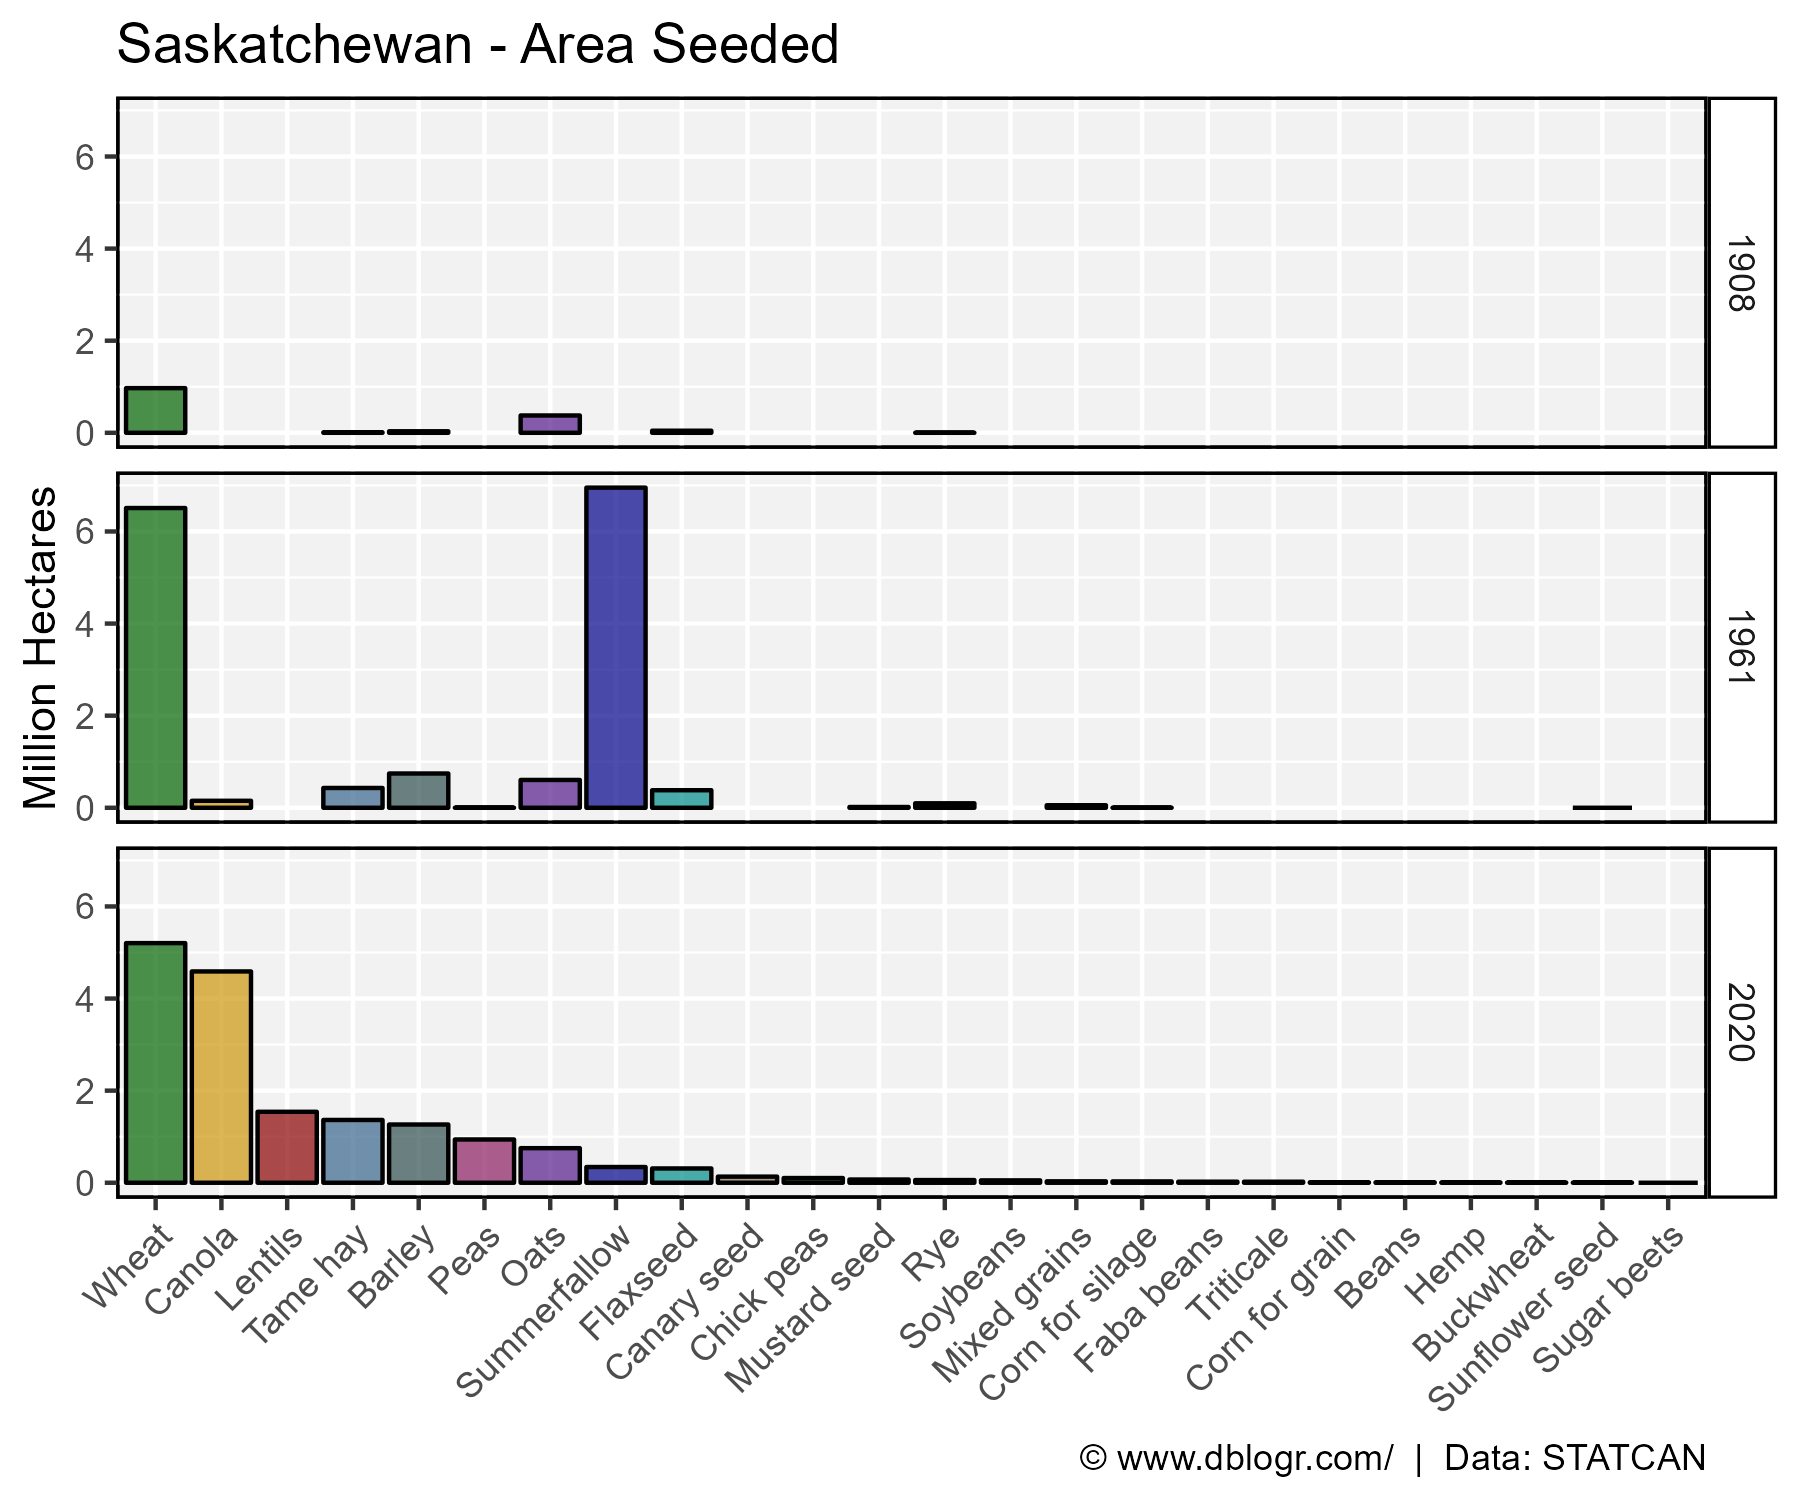 Saskatchewan - Area Seeded
Million Hectares
6
4
2
0
1908
6
4
2
0
1961
6
4
2
0
2020
Wheat
Canola
Lentils
Tame hay
Barley
Peas
Oats
Summerfallow
Flaxseed
Canary seed
Chick peas
Mustard seed
Rye
Soybeans
Mixed grains
Corn for silage
Faba beans
Triticale
Corn for grain
Beans
Hemp
Buckwheat
Sunflower seed
Sugar beets
© www.dblogr.com/ | Data: STATCAN